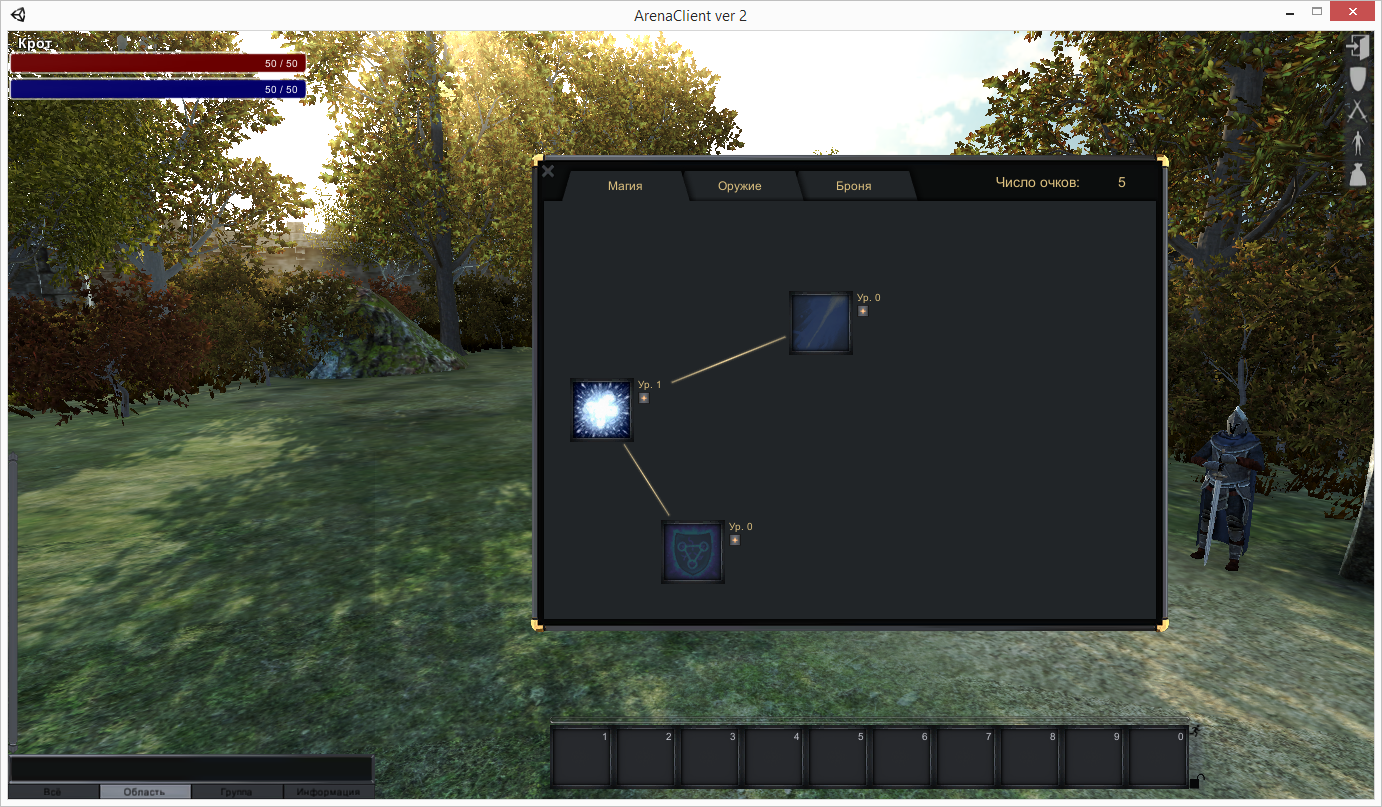 ArenaClient ver 2
Крот
50 / 50
50 / 50
Магия
Оружие
Броня
Число очков: 5
Ур. 0
Ур. 1
Ур. 0
1
2
3
4
5
6
7
8
9
0
Всё
Область
Группа
Информация